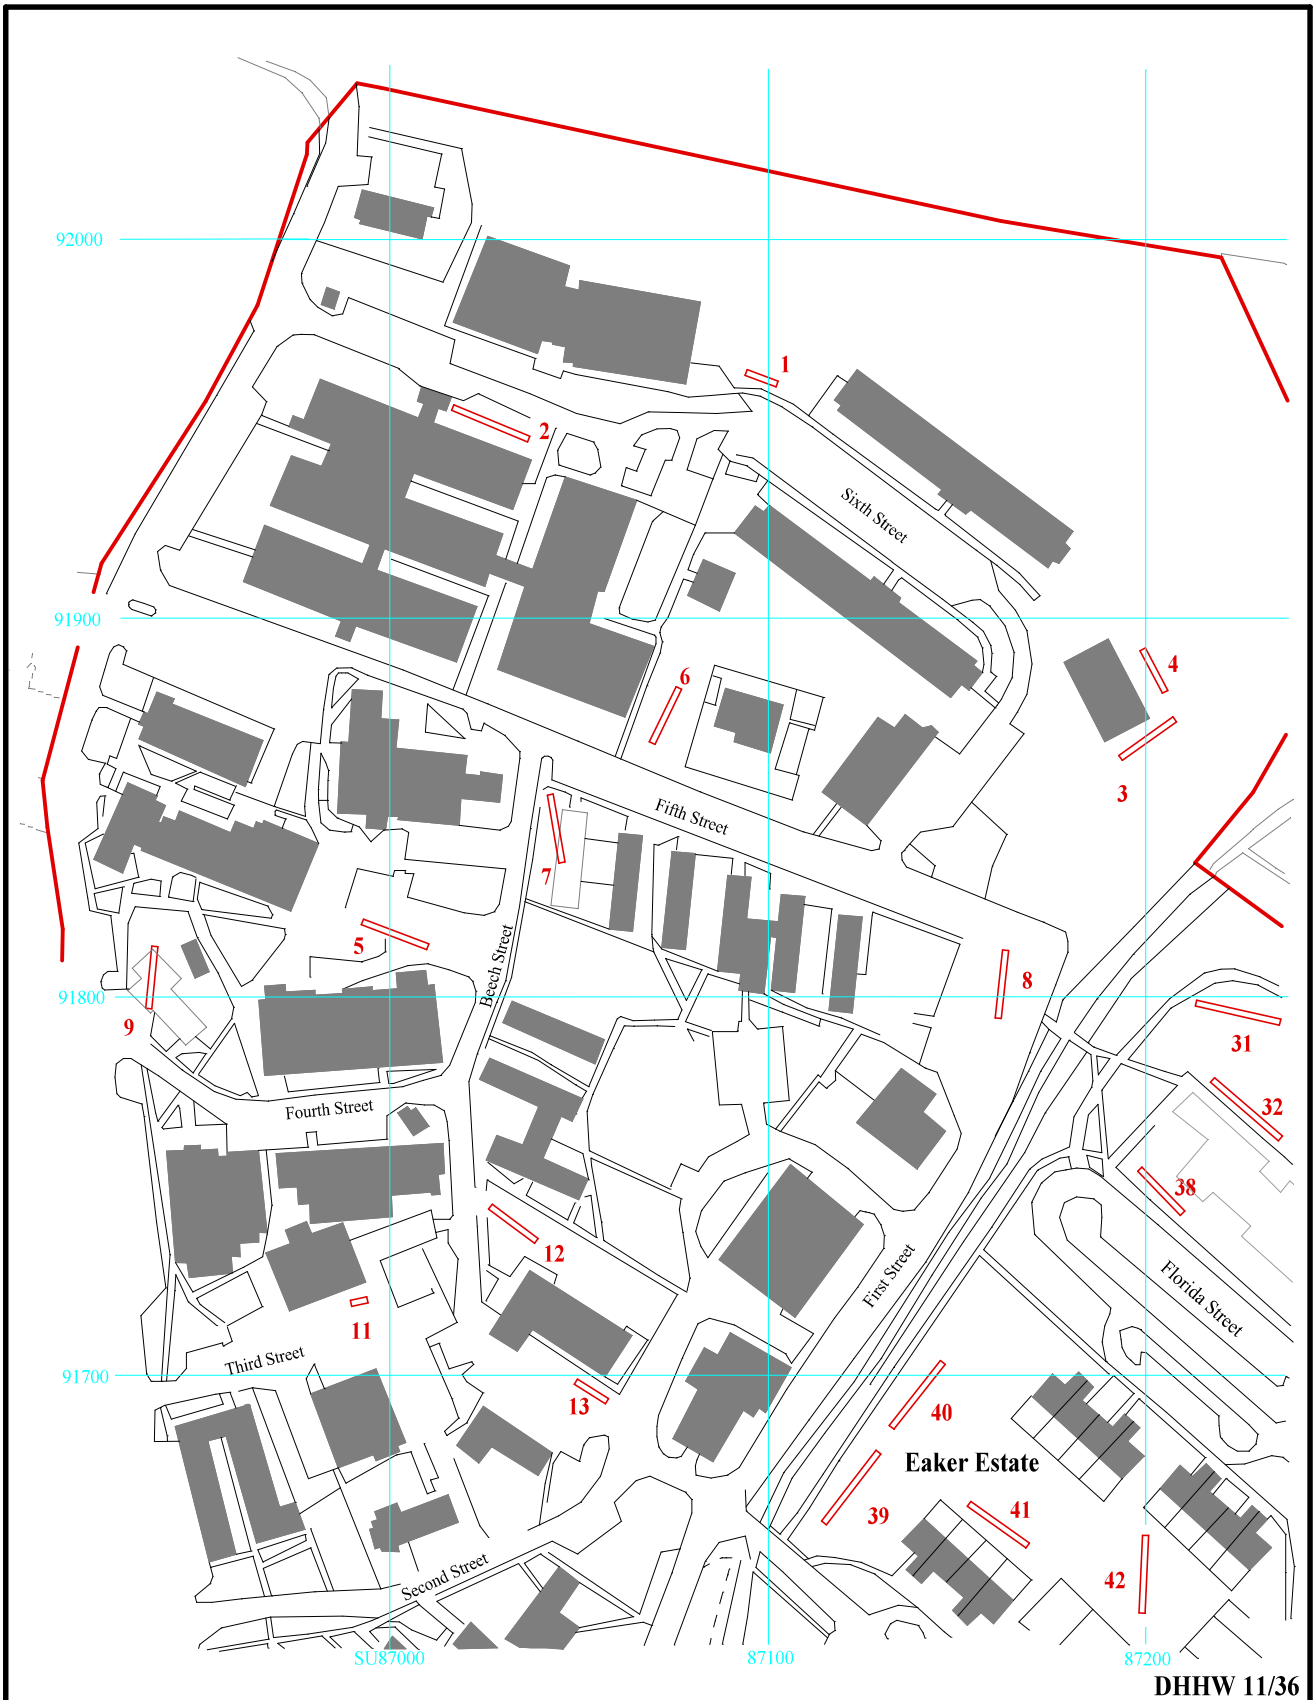 92000
1
2
Sixth Street
91900
4
6
3
Fifth Street
7
5
Beech Street
8
91800
9
31
32
Fourth Street
38
12
First Street
Florida Street
11
Third Street
91700
13
40
Eaker Estate
39
41
Second Street
42
SU87000
87100
87200
DHHW 11/36